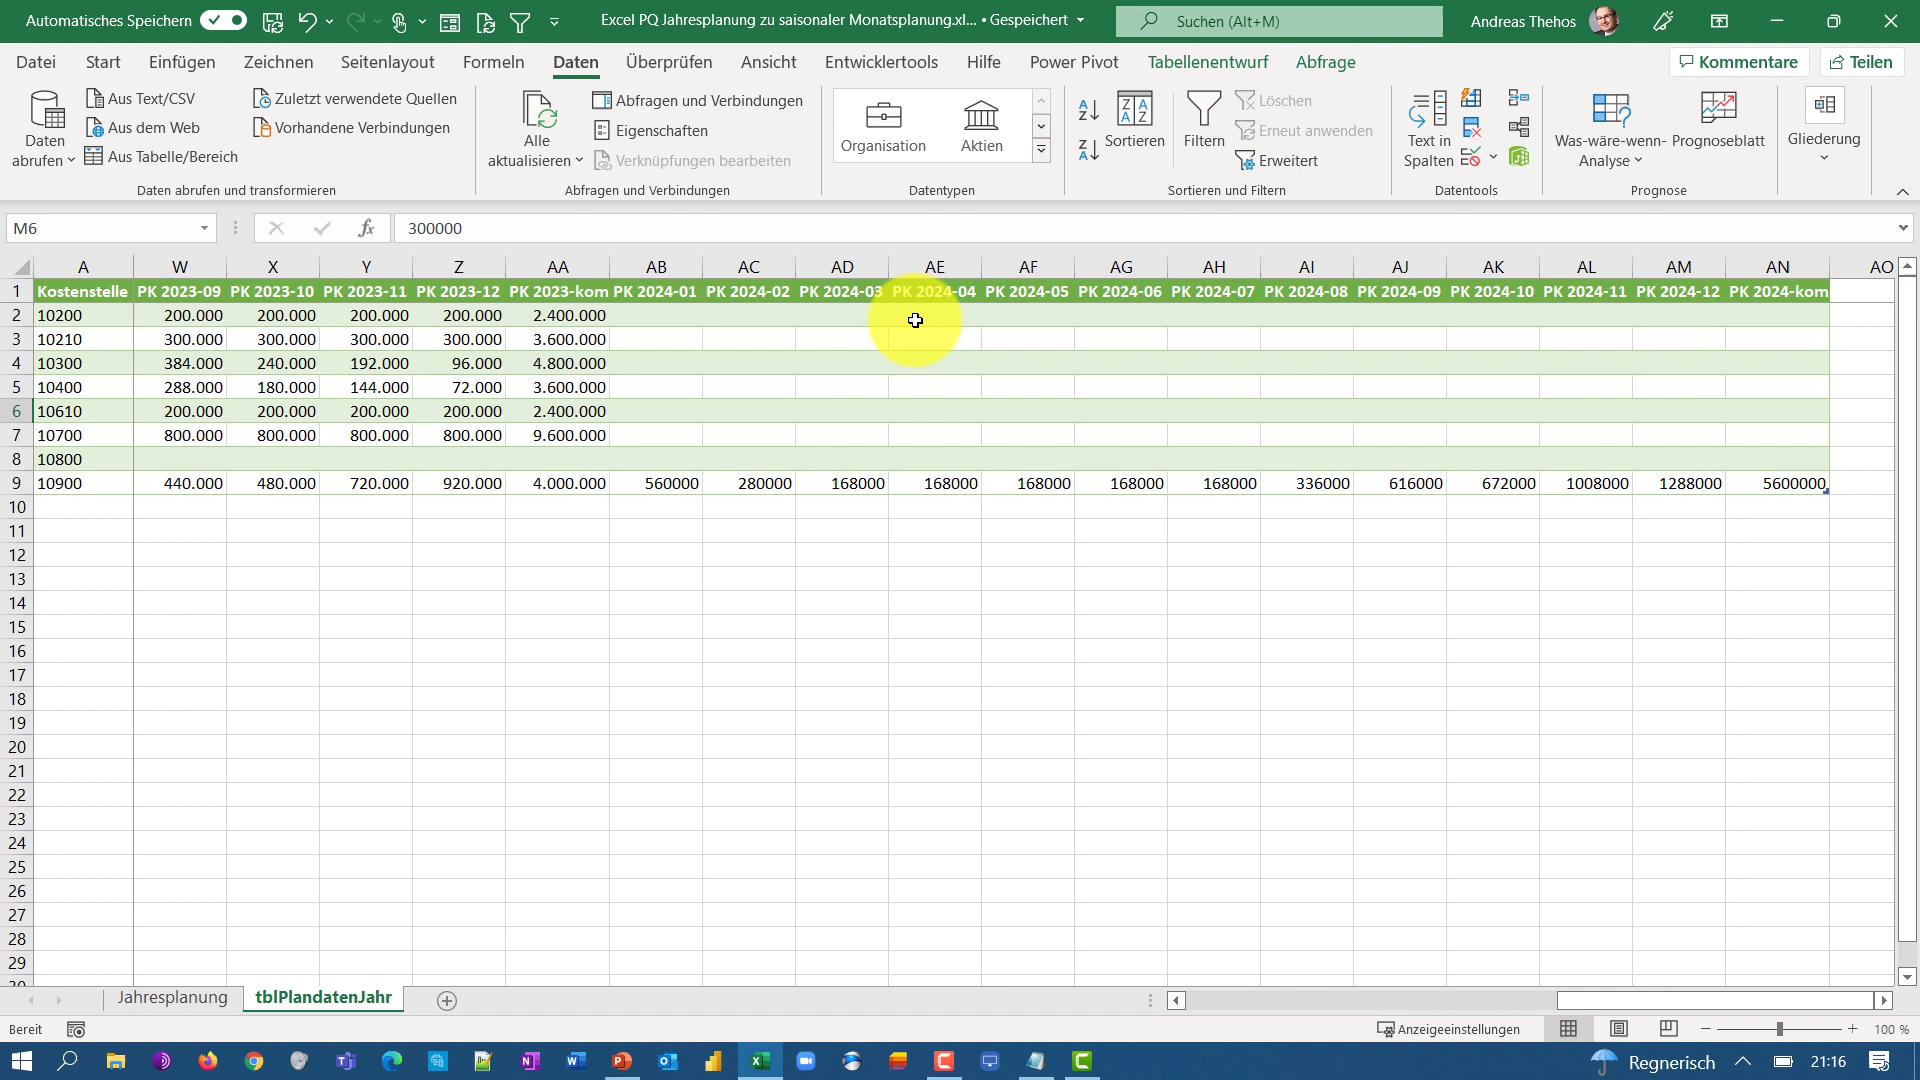 Automatisches Speichern
Excel PQ Jahresplanung zu saisonaler Monatsplanung.xl... • Gespeichert
Suchen (Alt+M)
Andreas Thehos
Datei Start Einfügen Zeichnen Seitenlayout Formeln Daten Überprüfen Ansicht Entwicklertools Hilfe Power Pivot Tabellenentwurf Abfrage Kommentare Teilen
Daten abrufen
Aus Text/CSV
Aus dem Web
Aus Tabelle/Bereich
Zuletzt verwendete Quellen
Vorhandene Verbindungen
Daten abrufen und transformieren
Alle aktualisieren
Abfragen und Verbindungen
Eigenschaften
Verknüpfungen bearbeiten
Abfragen und Verbindungen
Organisation
Aktien
Datentypen
Sortieren
Filtern
Löschen
Erneut anwenden
Erweitert
Sortieren und Filtern
Text in Spalten
Datentools
Was-wäre-wenn-Analyse
Prognoseblatt
Prognose
Gliederung
M6 fx 300000
A W X Y Z AA AB AC AD AE AF AG AH AI AJ AK AL AM AN AO
1 Kostenstelle PK 2023-09 PK 2023-10 PK 2023-11 PK 2023-12 PK 2023-kom PK 2024-01 PK 2024-02 PK 2024-03 PK 2024-04 PK 2024-05 PK 2024-06 PK 2024-07 PK 2024-08 PK 2024-09 PK 2024-10 PK 2024-11 PK 2024-12 PK 2024-kom
2 10200 200.000 200.000 200.000 200.000 2.400.000
3 10210 300.000 300.000 300.000 300.000 3.600.000
4 10300 384.000 240.000 192.000 96.000 4.800.000
5 10400 288.000 180.000 144.000 72.000 3.600.000
6 10610 200.000 200.000 200.000 200.000 2.400.000
7 10700 800.000 800.000 800.000 800.000 9.600.000
8 10800
9 10900 440.000 480.000 720.000 920.000 4.000.000 560000 280000 168000 168000 168000 168000 168000 336000 616000 672000 1008000 1288000 5600000
10
11
12
13
14
15
16
17
18
19
20
21
22
23
24
25
26
27
28
29
30
Jahresplanung tblPlandatenJahr
Bereit
Anzeigeeinstellungen
100 %
Regnerisch
21:16